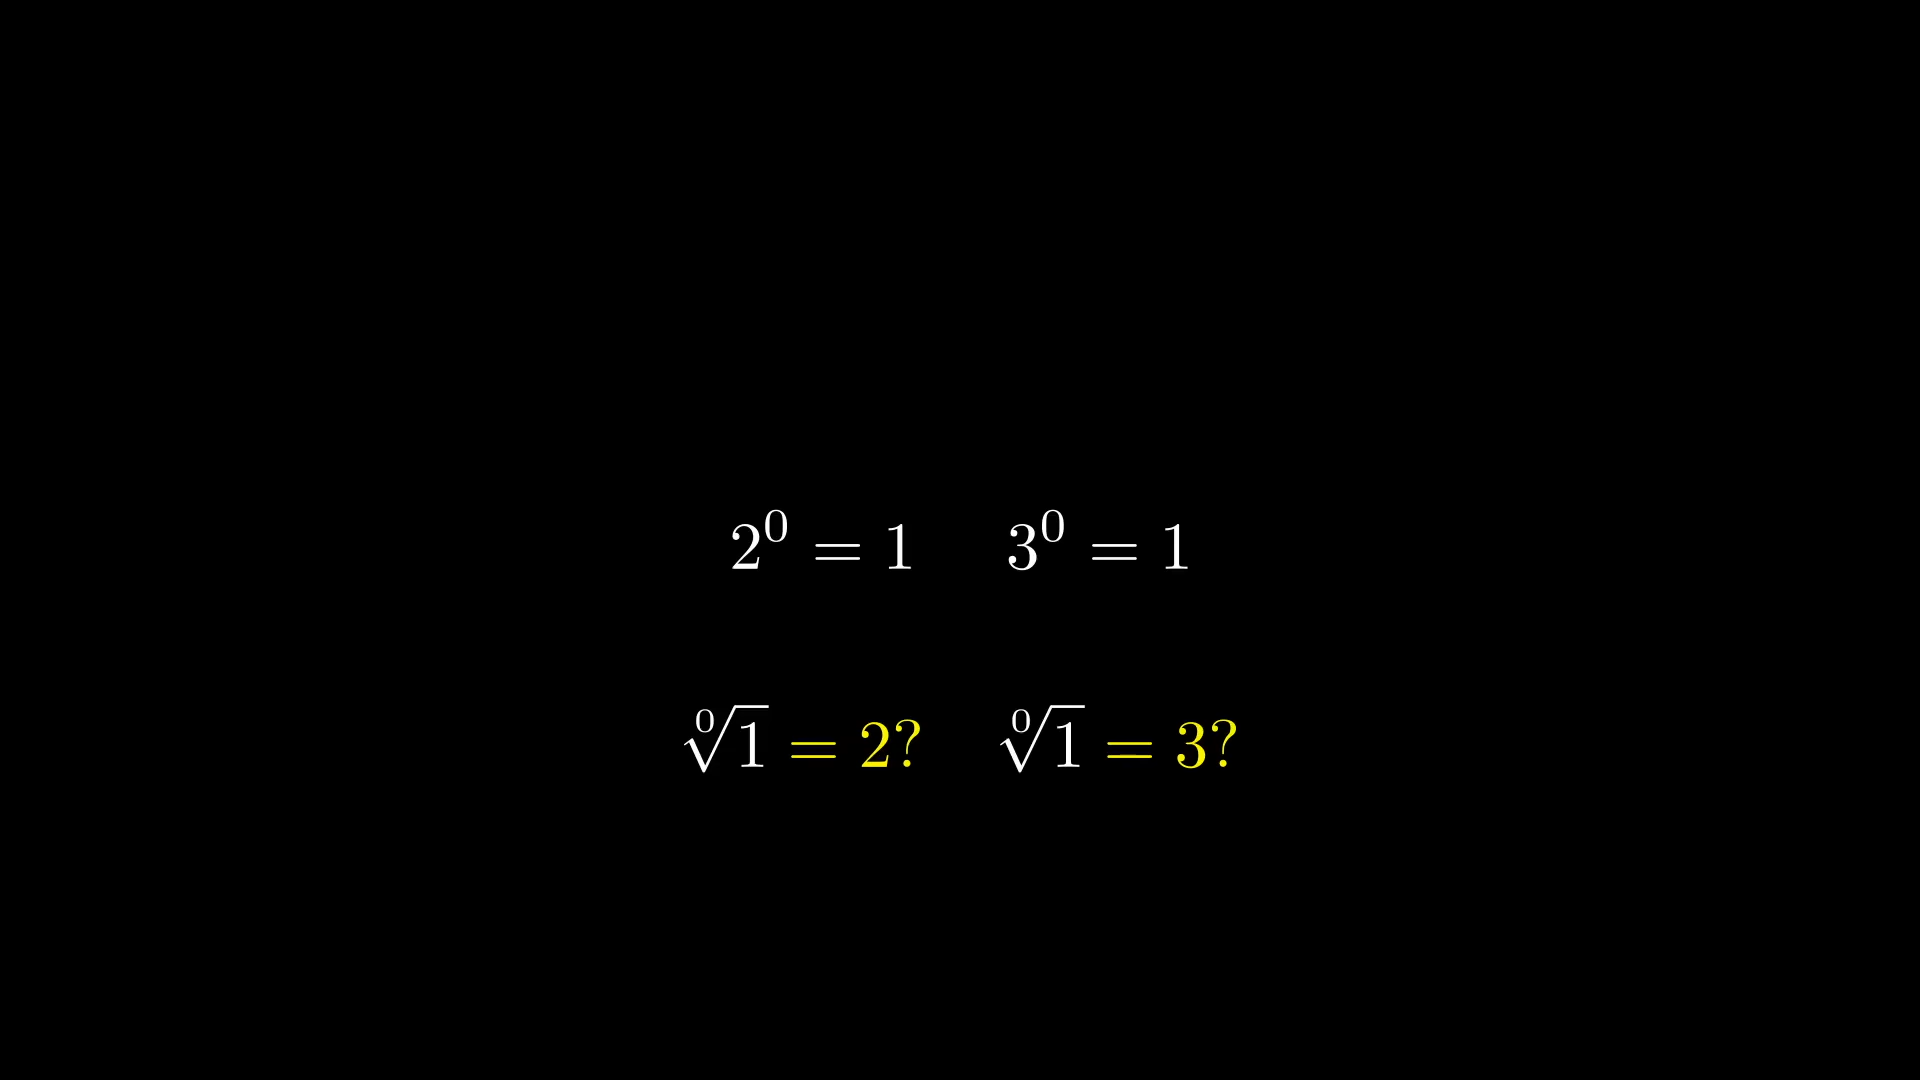 2⁰ = 1 3⁰ = 1
⁰√1 = 2? ⁰√1 = 3?